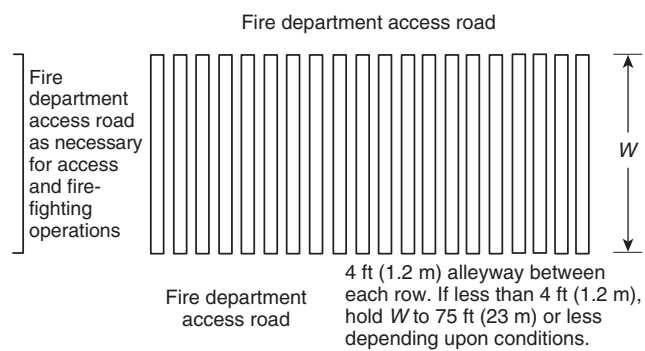 Fire department access road
Fire
department
access road
as necessary
for access
and fire-
fighting
operations
W
Fire department
access road
4 ft (1.2 m) alleyway between
each row. If less than 4 ft (1.2 m),
hold W to 75 ft (23 m) or less
depending upon conditions.